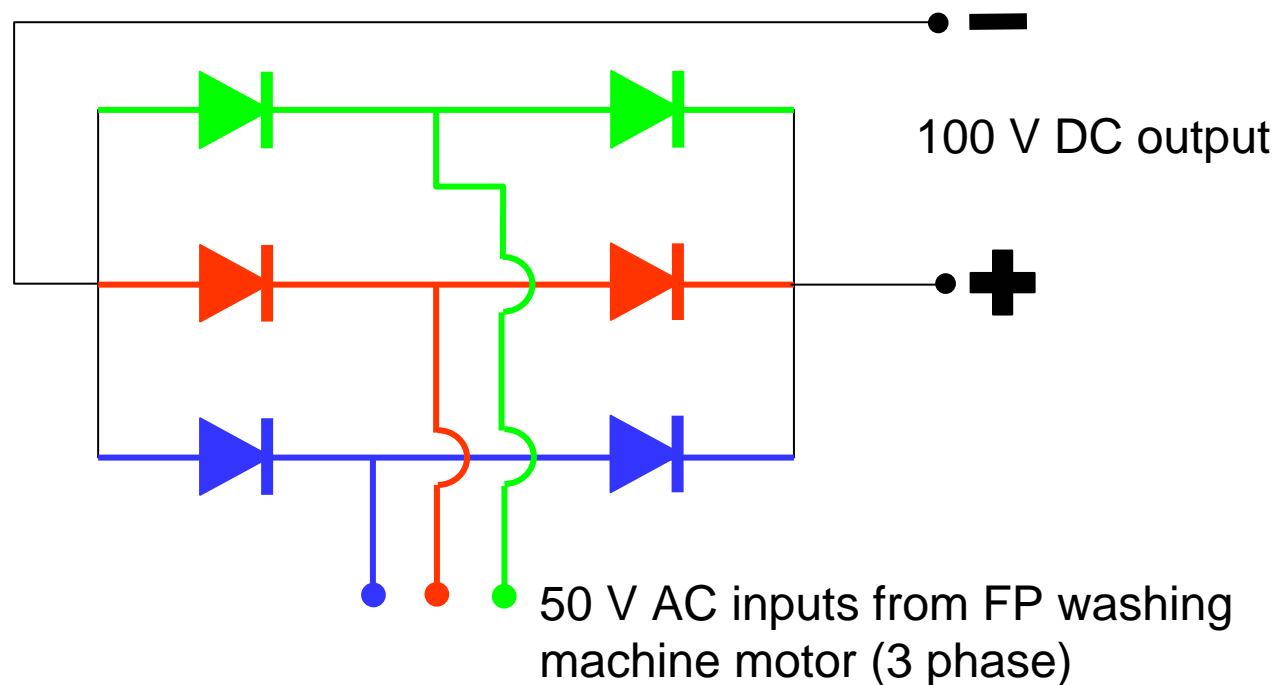 100 V DC output
50 V AC inputs from FP washing
machine motor (3 phase)